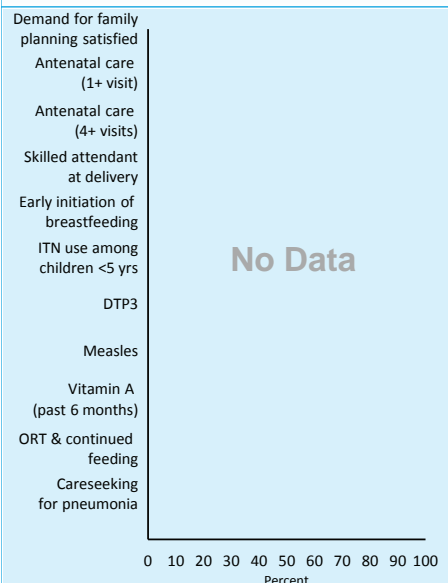 Demand for family
planning satisfied
Antenatal care
(1+ visit)
Antenatal care
(4+ visits)
Skilled attendant
at delivery
Early initiation of
breastfeeding
ITN use among
children <5 yrs
No Data
DTP3
Measles
Vitamin A
(past 6 months)
ORT & continued
feeding
Careseeking
for pneumonia
0 10 20 30 40 50 60 70 80 90 100
Percent